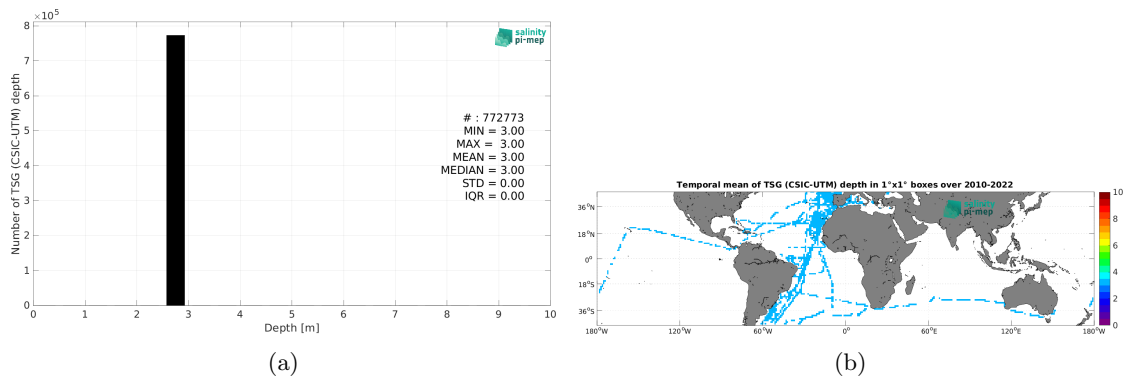 ×10⁵
8
7
6
5
4
3
2
1
0
Number of TSG (CSIC-UTM) depth
salinity
pi-mep
# : 772773
MIN = 3.00
MAX = 3.00
MEAN = 3.00
MEDIAN = 3.00
STD = 0.00
IQR = 0.00
0 1 2 3 4 5 6 7 8 9 10
Depth [m]
(a)
Temporal mean of TSG (CSIC-UTM) depth in 1°x1° boxes over 2010-2022
salinity
pi-mep
36°N
18°N
0°
18°S
36°S
180°W 120°W 60°W 0° 60°E 120°E 180°W
10
8
6
4
2
0
(b)